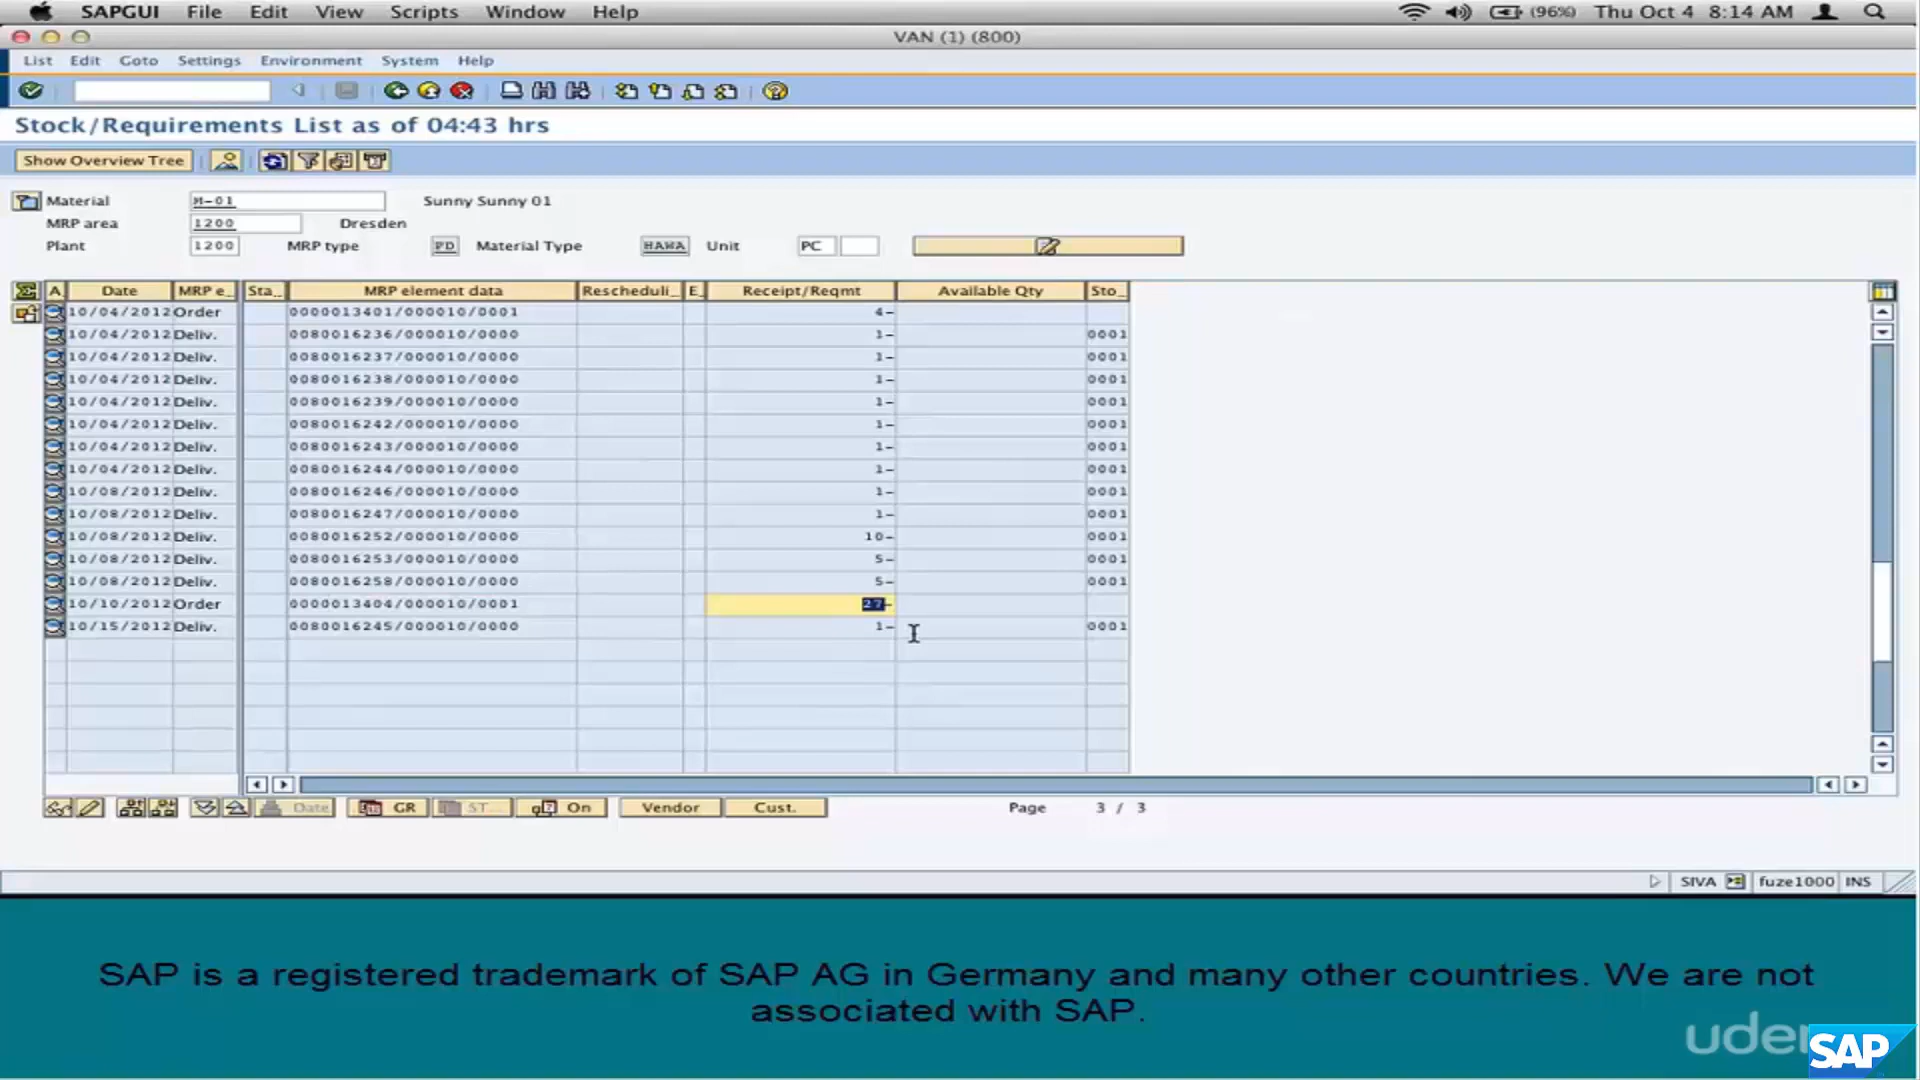 SAPGUI File Edit View Scripts Window Help (96%) Thu Oct 4 8:14 AM
VAN (1) (800)
List Edit Goto Settings Environment System Help
Stock/Requirements List as of 04:43 hrs
Show Overview Tree
Material M-01 Sunny Sunny 01
MRP area 1200 Dresden
Plant 1200 MRP type PD Material Type HAWA Unit PC
A Date MRP e.. Sta.. MRP element data Rescheduli.. E.. Receipt/Reqmt Available Qty Sto..
10/04/2012 Order 0000013401/000010/0001 4-
10/04/2012 Deliv. 0080016236/000010/0000 1- 0001
10/04/2012 Deliv. 0080016237/000010/0000 1- 0001
10/04/2012 Deliv. 0080016238/000010/0000 1- 0001
10/04/2012 Deliv. 0080016239/000010/0000 1- 0001
10/04/2012 Deliv. 0080016242/000010/0000 1- 0001
10/04/2012 Deliv. 0080016243/000010/0000 1- 0001
10/04/2012 Deliv. 0080016244/000010/0000 1- 0001
10/08/2012 Deliv. 0080016246/000010/0000 1- 0001
10/08/2012 Deliv. 0080016247/000010/0000 1- 0001
10/08/2012 Deliv. 0080016252/000010/0000 10- 0001
10/08/2012 Deliv. 0080016253/000010/0000 5- 0001
10/08/2012 Deliv. 0080016258/000010/0000 5- 0001
10/10/2012 Order 0000013404/000010/0001 27-
10/15/2012 Deliv. 0080016245/000010/0000 1- 0001
Date GR ST... On Vendor Cust. Page 3 / 3
SIVA fuze1000 INS
SAP is a registered trademark of SAP AG in Germany and many other countries. We are not
associated with SAP.
SAP